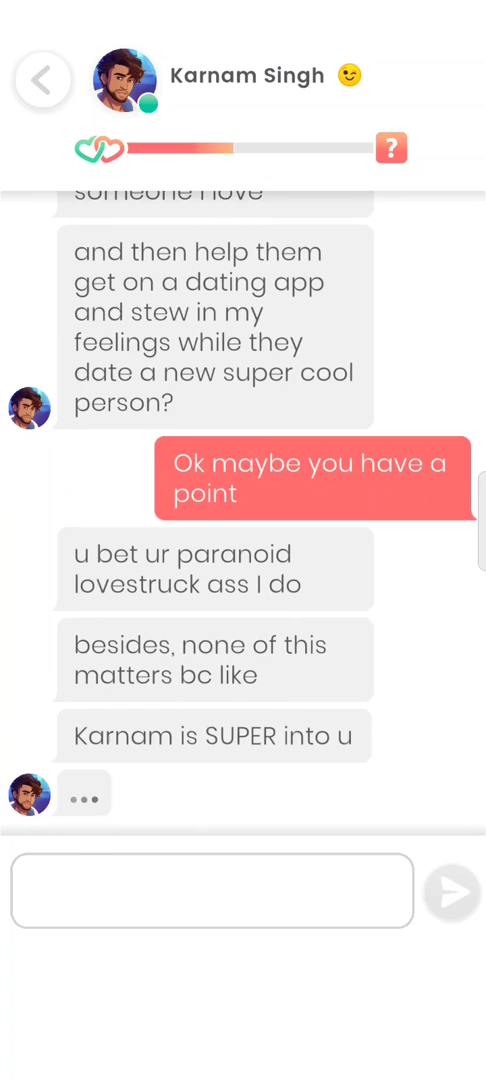 Karnam Singh 😉
?
someone I love
and then help them
get on a dating app
and stew in my
feelings while they
date a new super cool
person?
Ok maybe you have a
point
u bet ur paranoid
lovestruck ass I do
besides, none of this
matters bc like
Karnam is SUPER into u
...